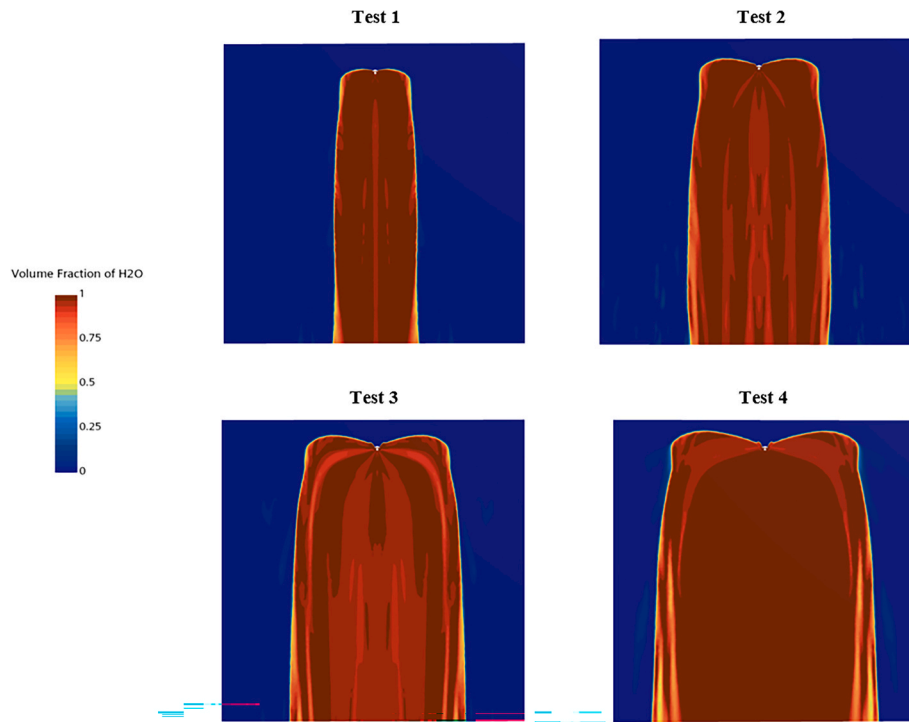 Test 1
Test 2
Volume Fraction of H2O
1
0.75
0.5
0.25
0
Test 3
Test 4